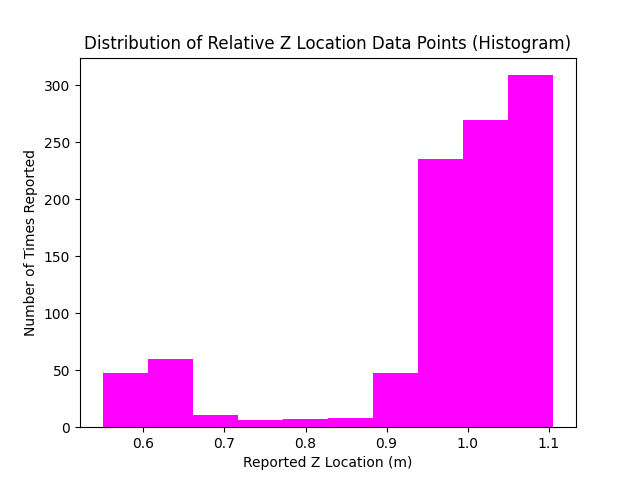 Distribution of Relative Z Location Data Points (Histogram)
Number of Times Reported
300
250
200
150
100
50
0
0.6 0.7 0.8 0.9 1.0 1.1
Reported Z Location (m)